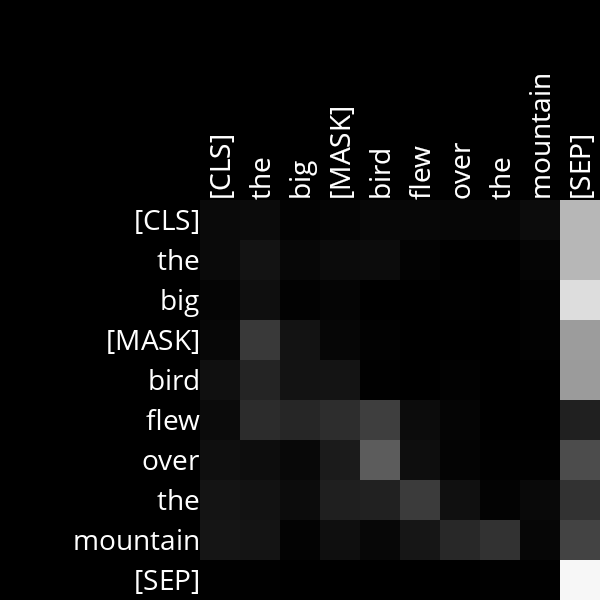 [CLS]
the
big
[MASK]
bird
flew
over
the
mountain
[SEP]
[CLS]
the
big
[MASK]
bird
flew
over
the
mountain
[SEP]